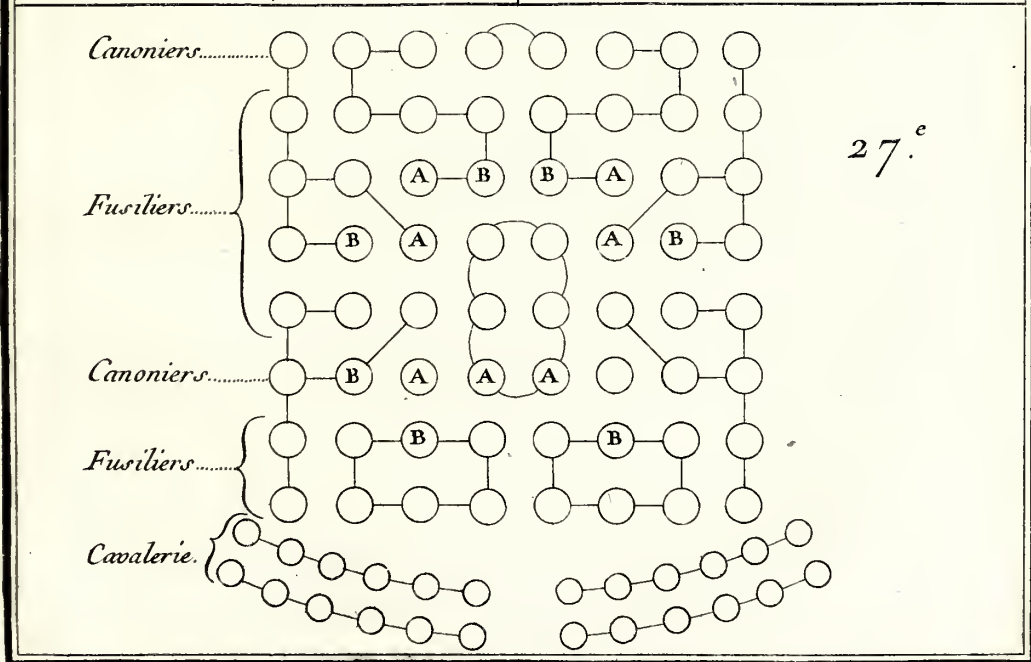 Canoniers
27.e
Fusiliers
A B B A
B A A B
Canoniers
B A A A
Fusiliers
B B
Cavalerie.